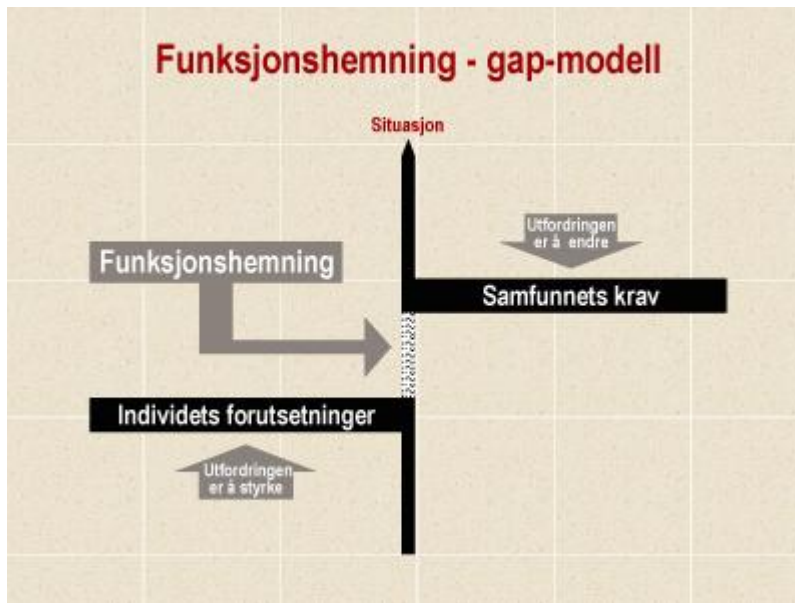 Funksjonshemning - gap-modell
Situasjon
Utfordringen
er å endre
Funksjonshemning
Samfunnets krav
Individets forutsetninger
Utfordringen
er å styrke